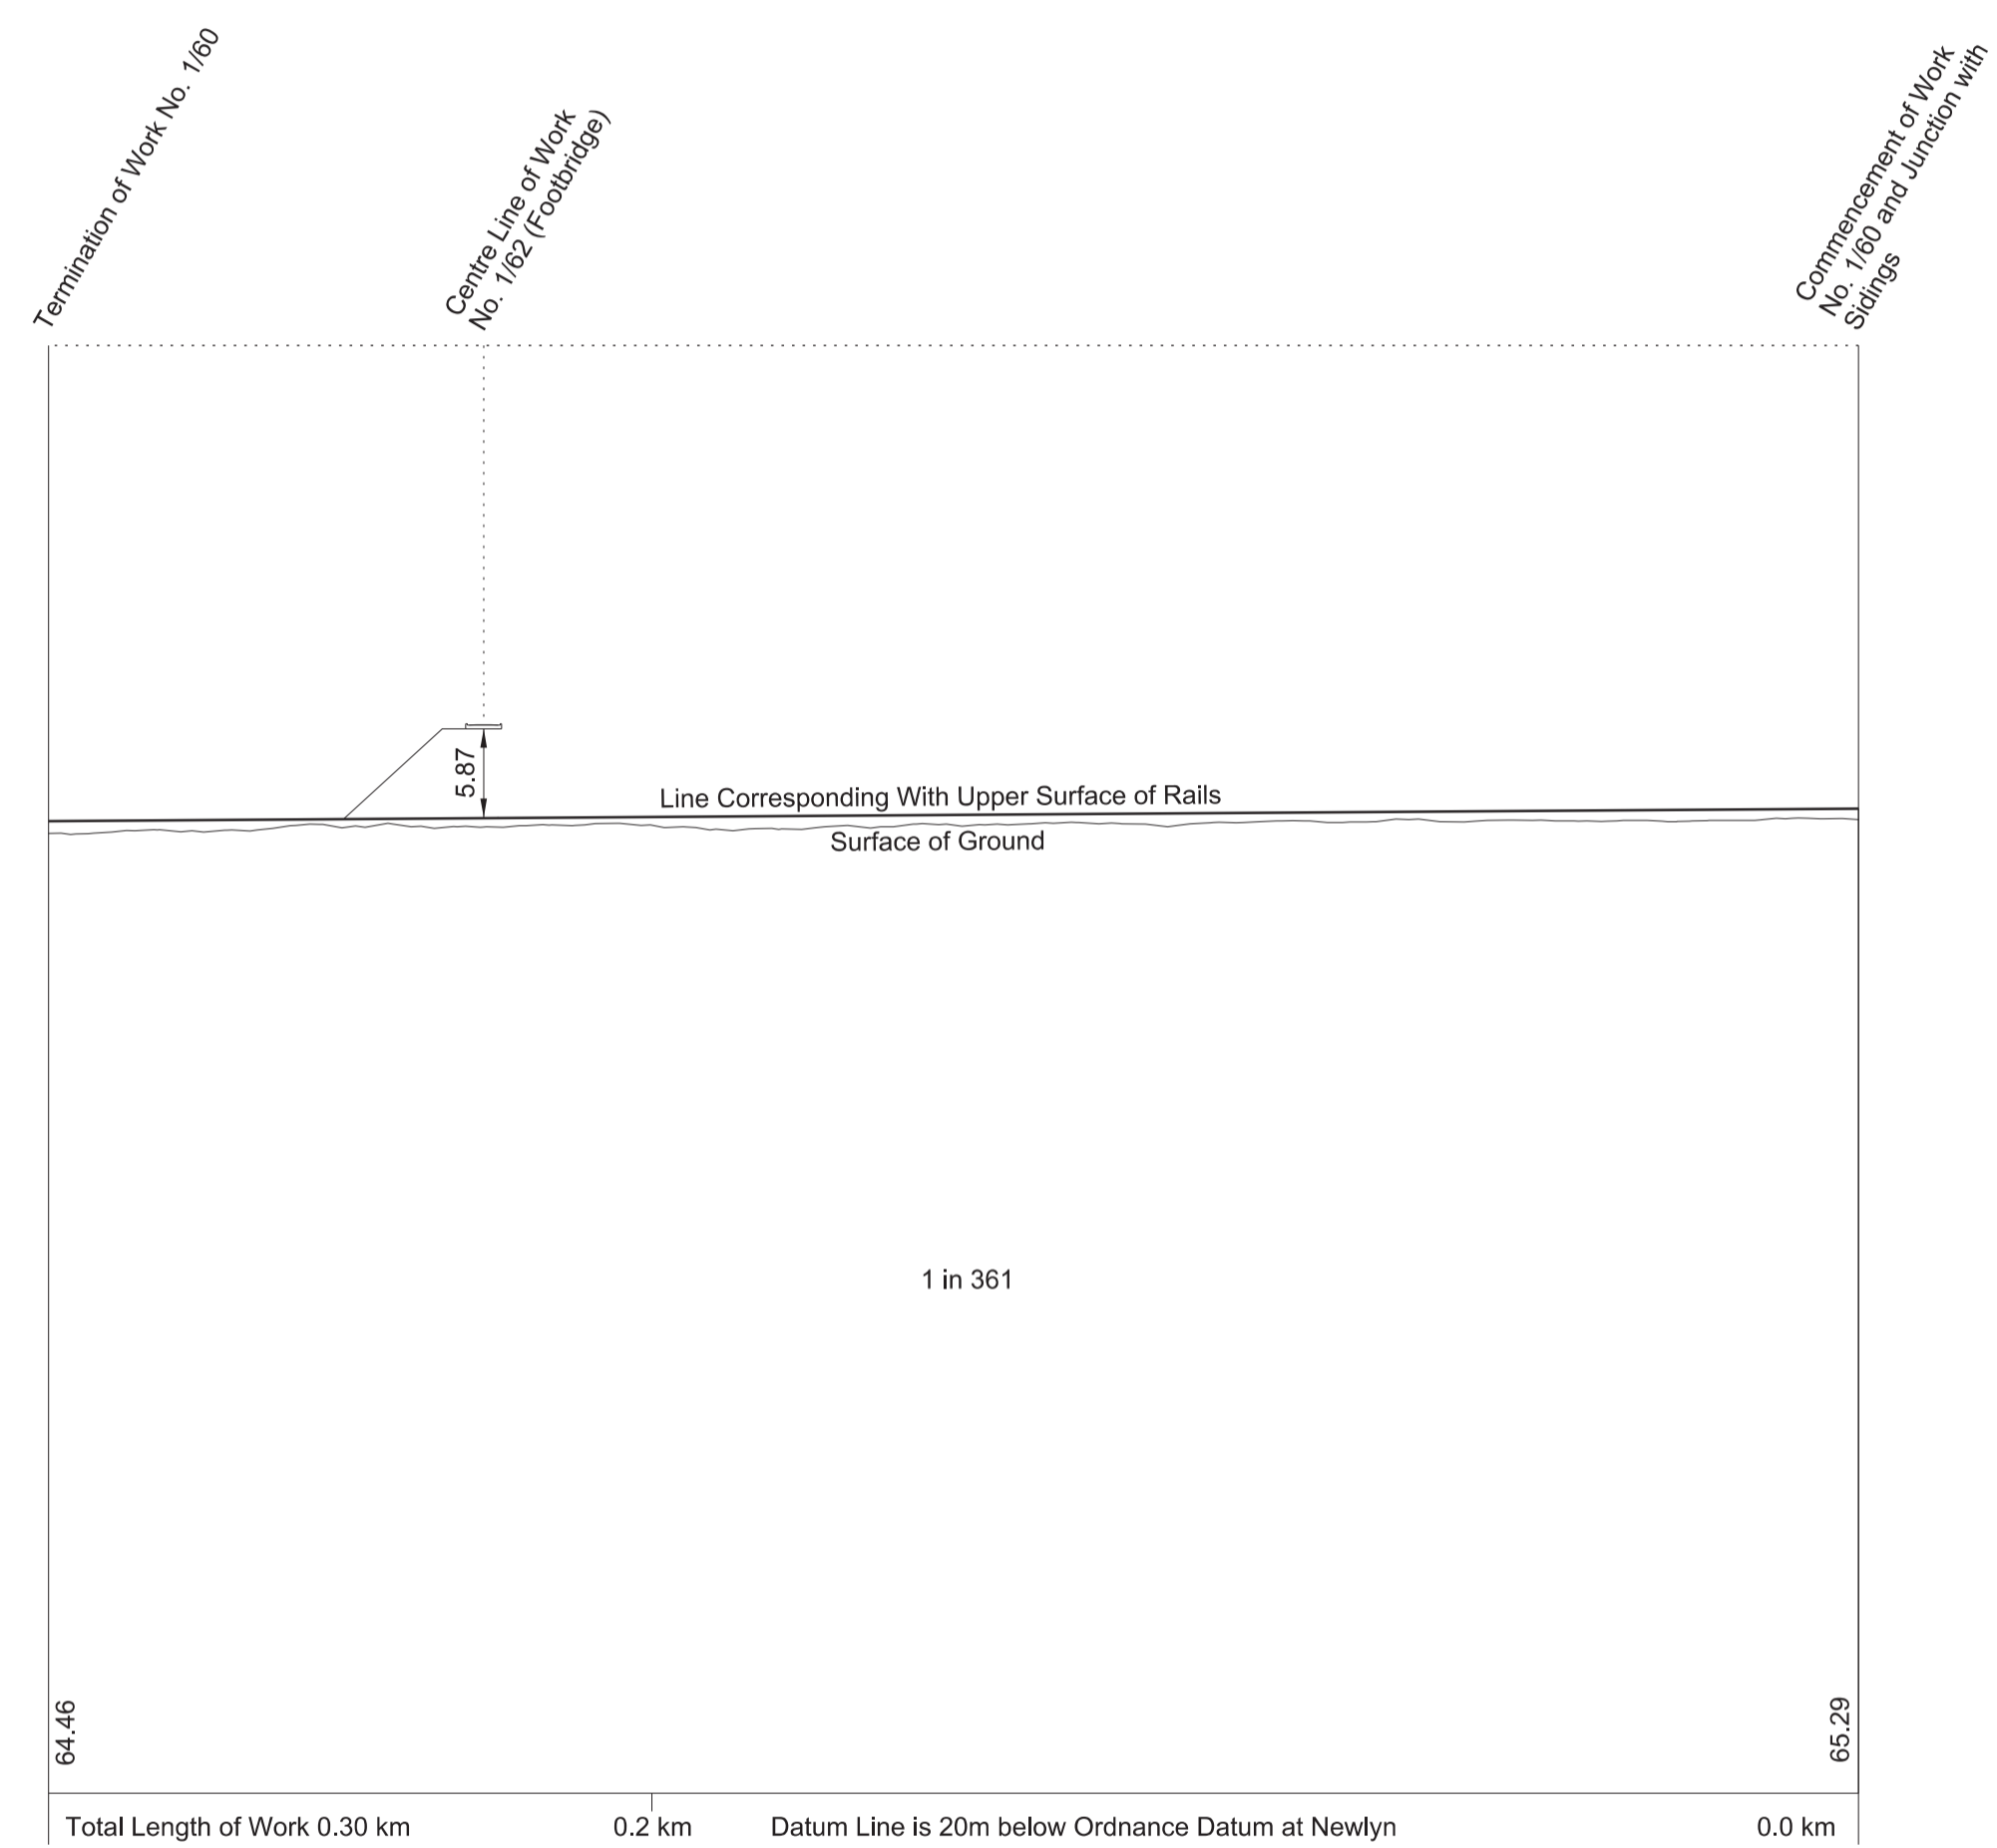 Termination of Work No. 1/60
Centre Line of Work
No. 1/62 (Footbridge)
Commencement of Work
No. 1/60 and Junction with
Sidings
5.87
Line Corresponding With Upper Surface of Rails
Surface of Ground
1 in 361
64.46
65.29
Total Length of Work 0.30 km
0.2 km
Datum Line is 20m below Ordnance Datum at Newlyn
0.0 km